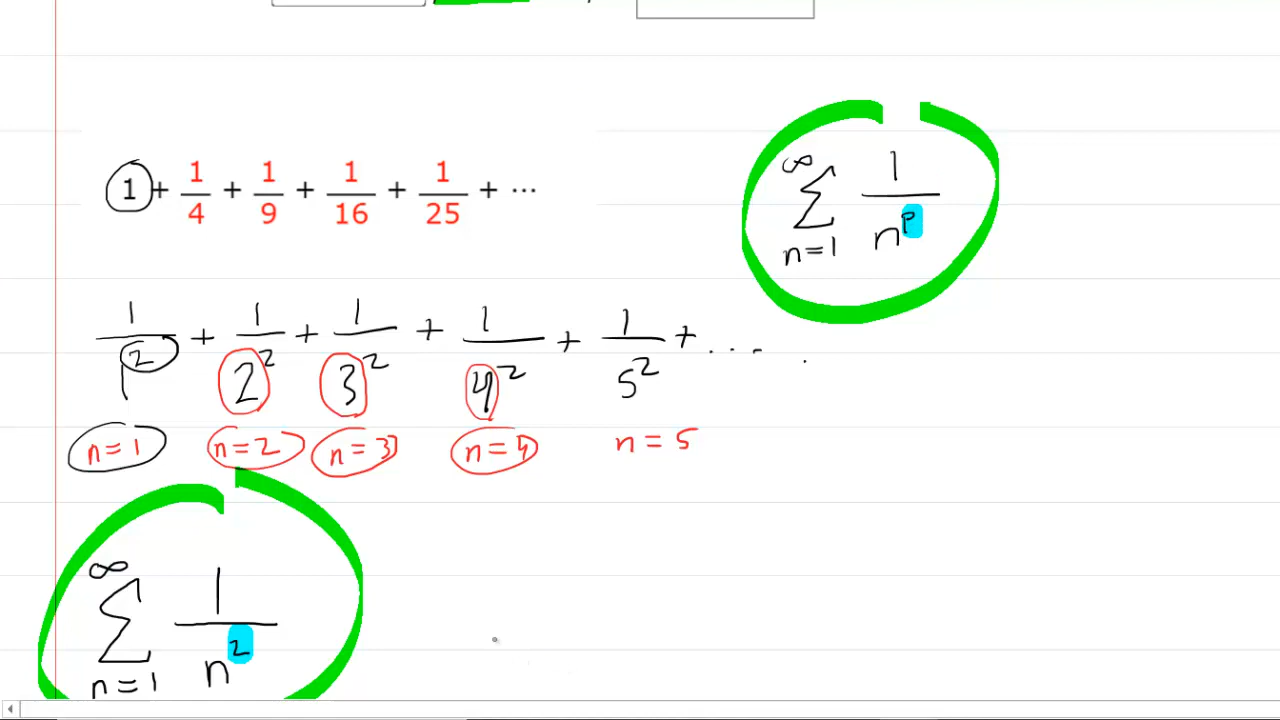 1 + 1/4 + 1/9 + 1/16 + 1/25 + ...
∞ ∑ n=1 1/n^p
1/1^2 + 1/2^2 + 1/3^2 + 1/4^2 + 1/5^2 + ....
n=1 n=2 n=3 n=4 n=5
∞ ∑ n=1 1/n^2